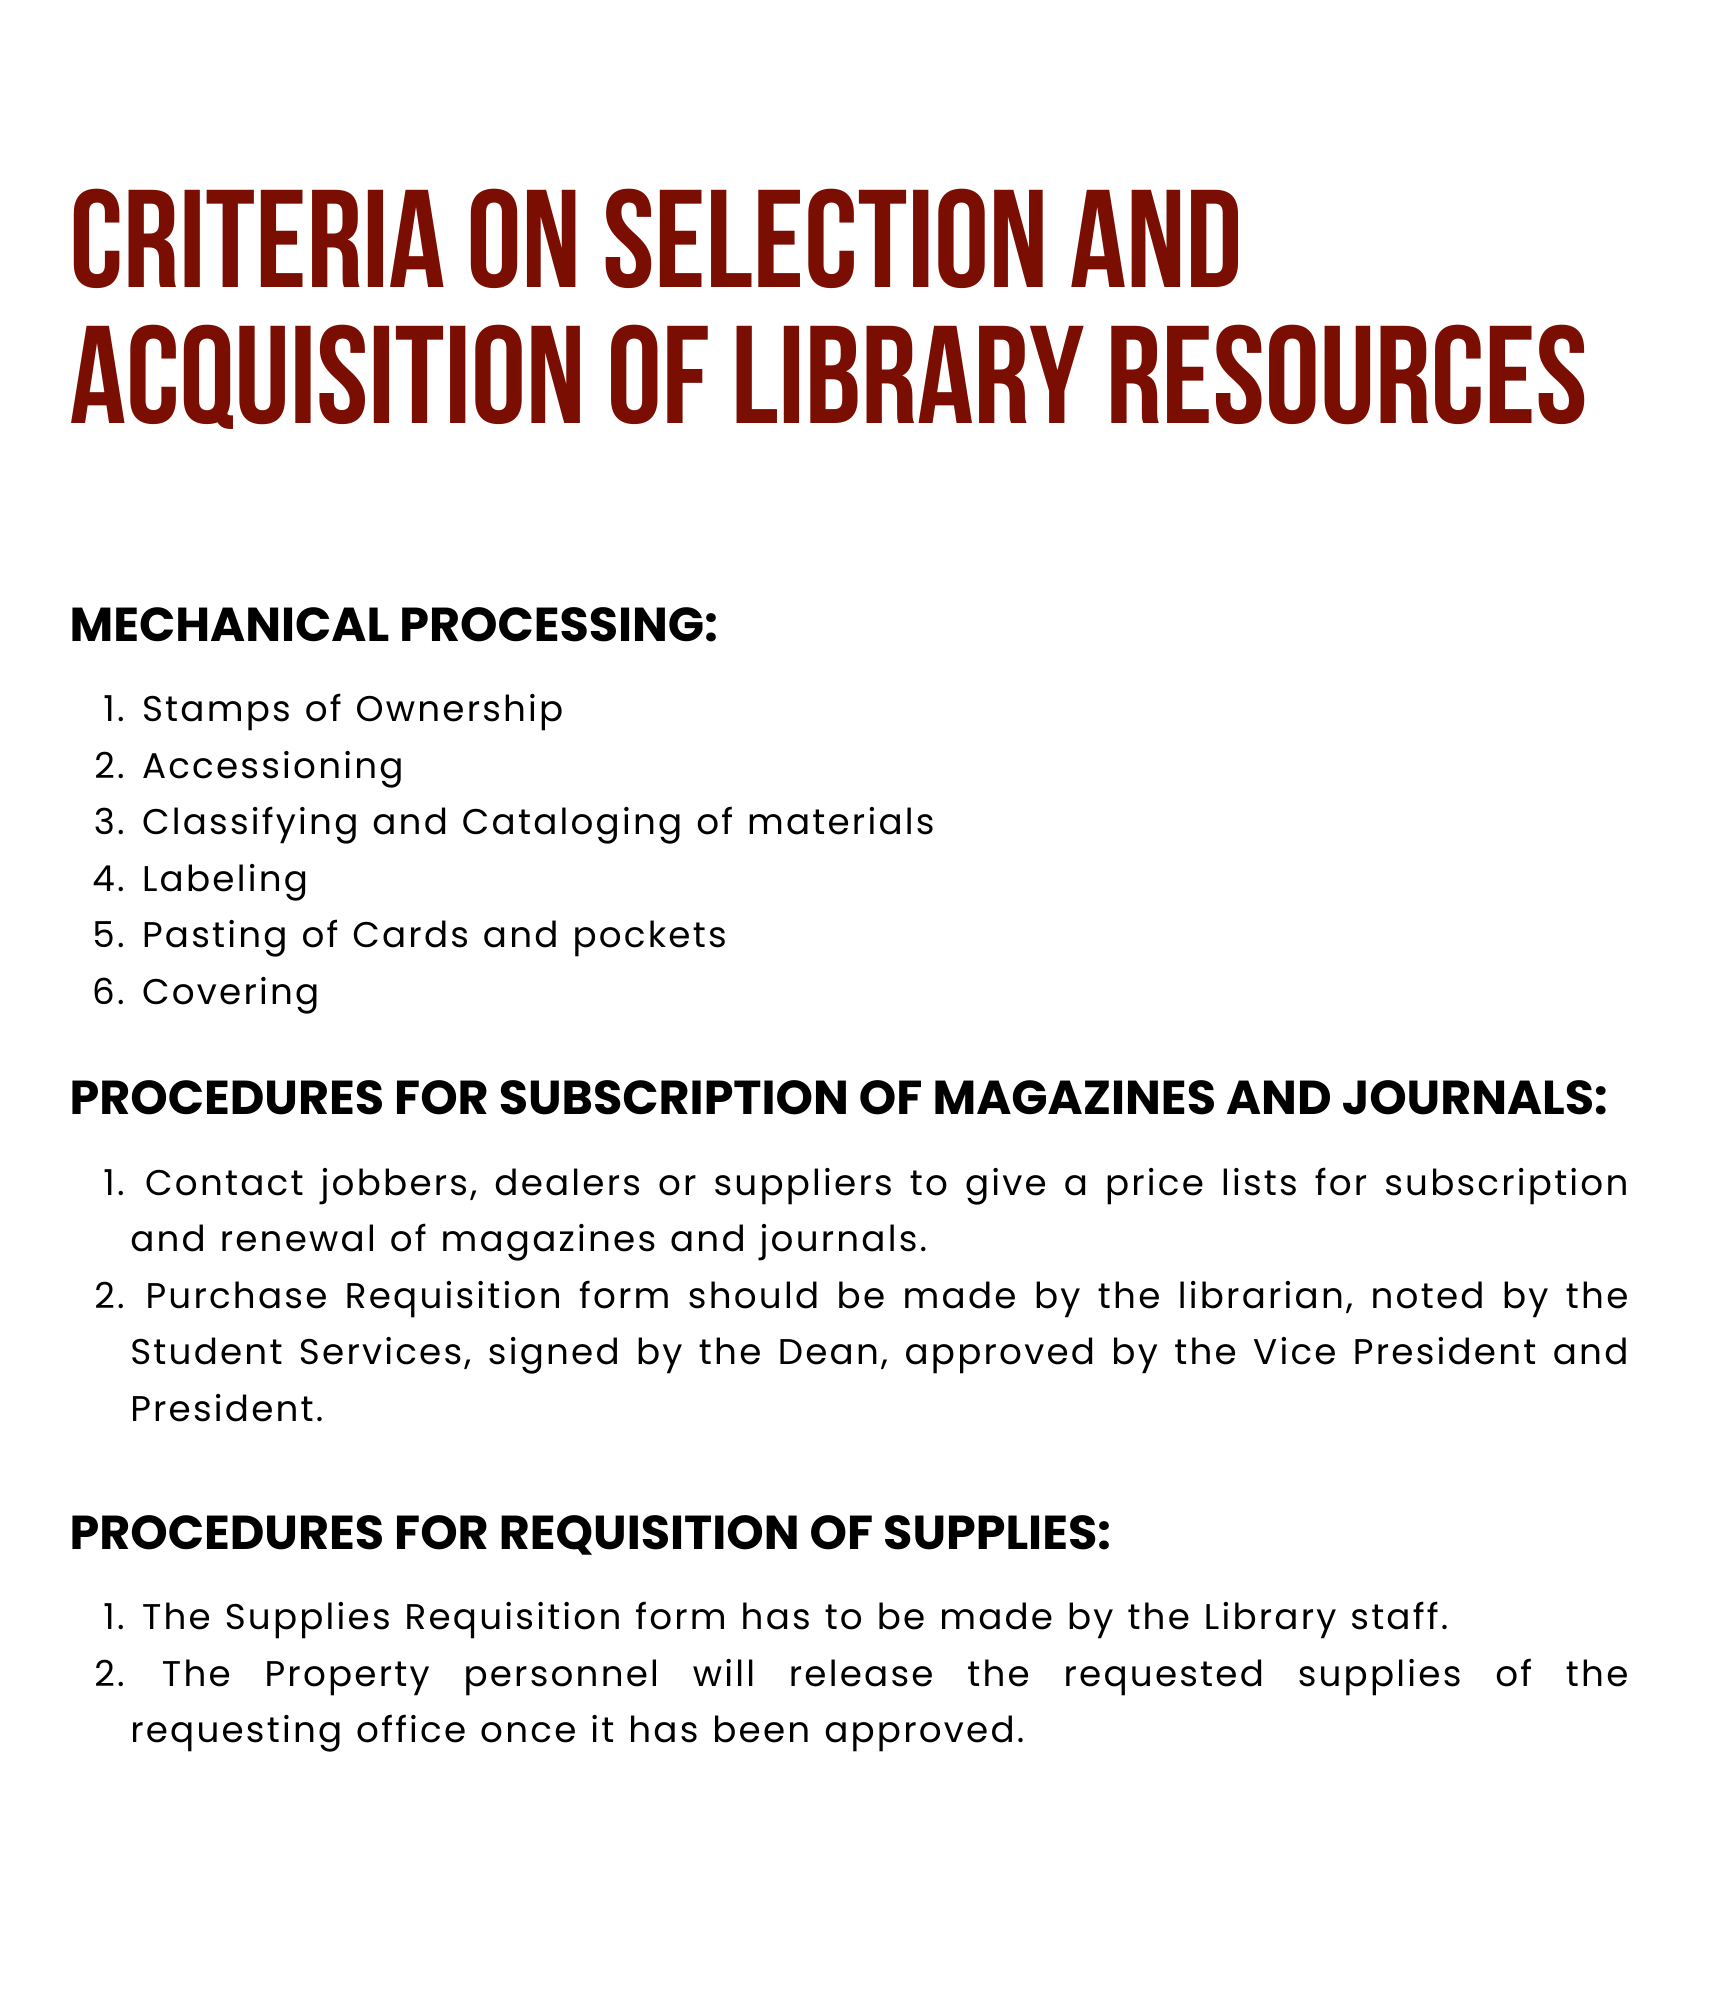 CRITERIA ON SELECTION AND
ACQUISITION OF LIBRARY RESOURCES
MECHANICAL PROCESSING:
1. Stamps of Ownership
2. Accessioning
3. Classifying and Cataloging of materials
4. Labeling
5. Pasting of Cards and pockets
6. Covering
PROCEDURES FOR SUBSCRIPTION OF MAGAZINES AND JOURNALS:
1. Contact jobbers, dealers or suppliers to give a price lists for subscription
and renewal of magazines and journals.
2. Purchase Requisition form should be made by the librarian, noted by the
Student Services, signed by the Dean, approved by the Vice President and
President.
PROCEDURES FOR REQUISITION OF SUPPLIES:
1. The Supplies Requisition form has to be made by the Library staff.
2. The Property personnel will release the requested supplies of the
requesting office once it has been approved.